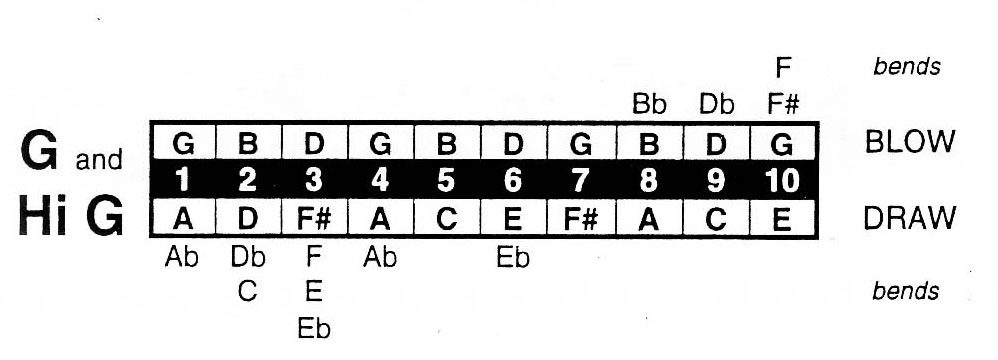 F bends
Bb Db F#
G and G B D G B D G B D G BLOW
1 2 3 4 5 6 7 8 9 10
Hi G A D F# A C E F# A C E DRAW
Ab Db F Ab Eb
C E bends
Eb